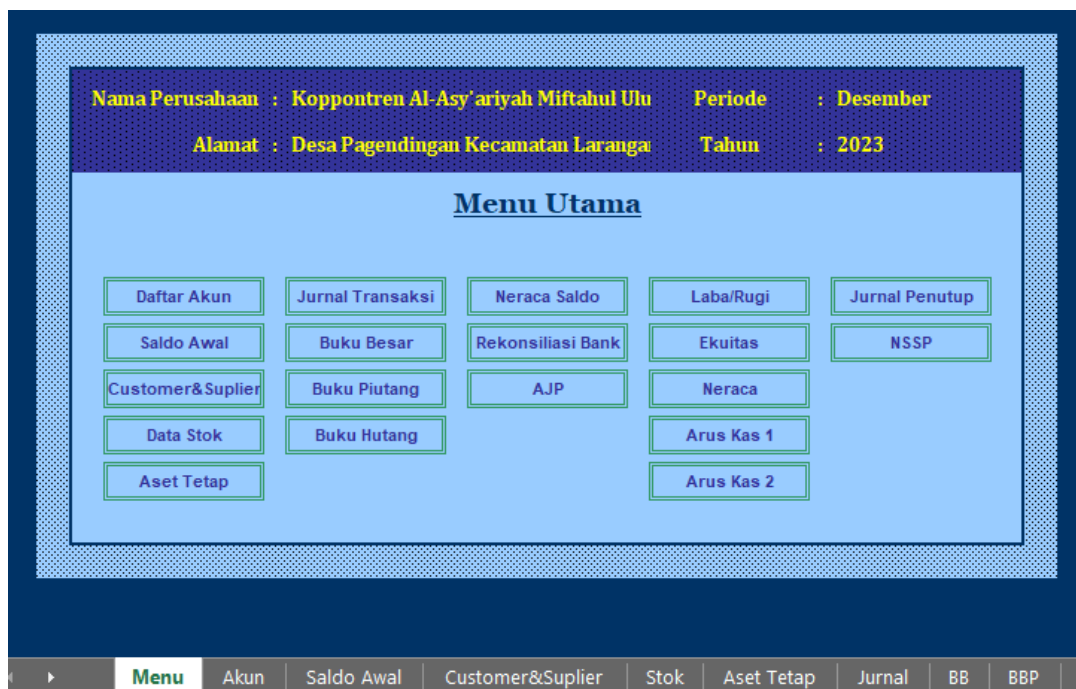 Nama Perusahaan : Koppontren Al-Asy'ariyah Miftahul Ulu Periode : Desember
Alamat : Desa Pagendingan Kecamatan Laranga Tahun : 2023
Menu Utama
Daftar Akun Jurnal Transaksi Neraca Saldo Laba/Rugi Jurnal Penutup
Saldo Awal Buku Besar Rekonsiliasi Bank Ekuitas NSSP
Customer&Suplier Buku Piutang AJP Neraca
Data Stok Buku Hutang Arus Kas 1
Aset Tetap Arus Kas 2
Menu Akun Saldo Awal Customer&Suplier Stok Aset Tetap Jurnal BB BBP